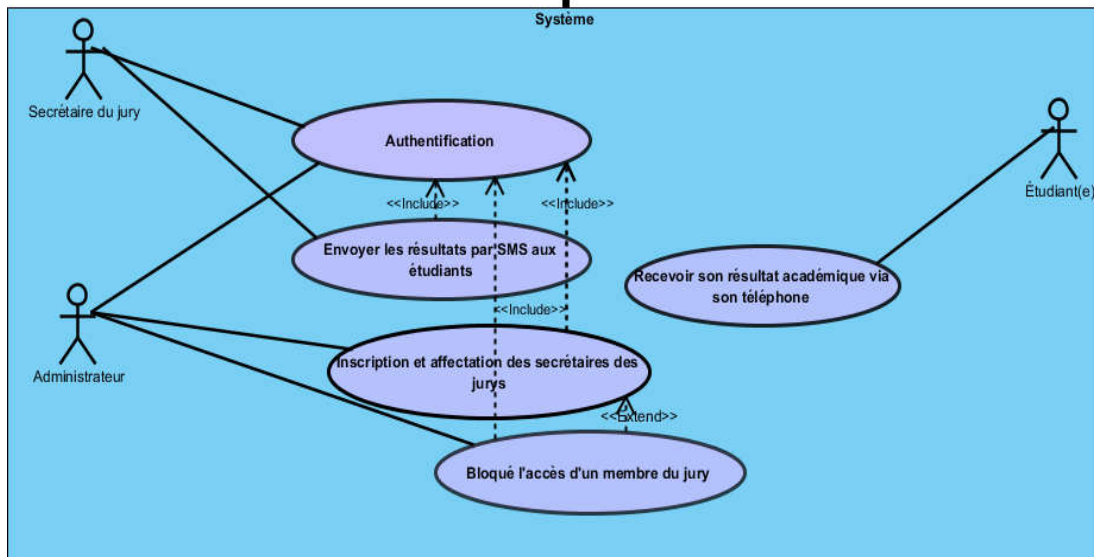 Système
Secrétaire du jury
Authentification
Étudiant(e)
<<Include>>
<<Include>>
Envoyer les résultats par SMS aux
étudiants
Recevoir son résultat académique via
son téléphone
<<Include>>
Inscription et affectation des secrétaires des
jurys
Administrateur
<<Extend>>
Bloqué l'accès d'un membre du jury